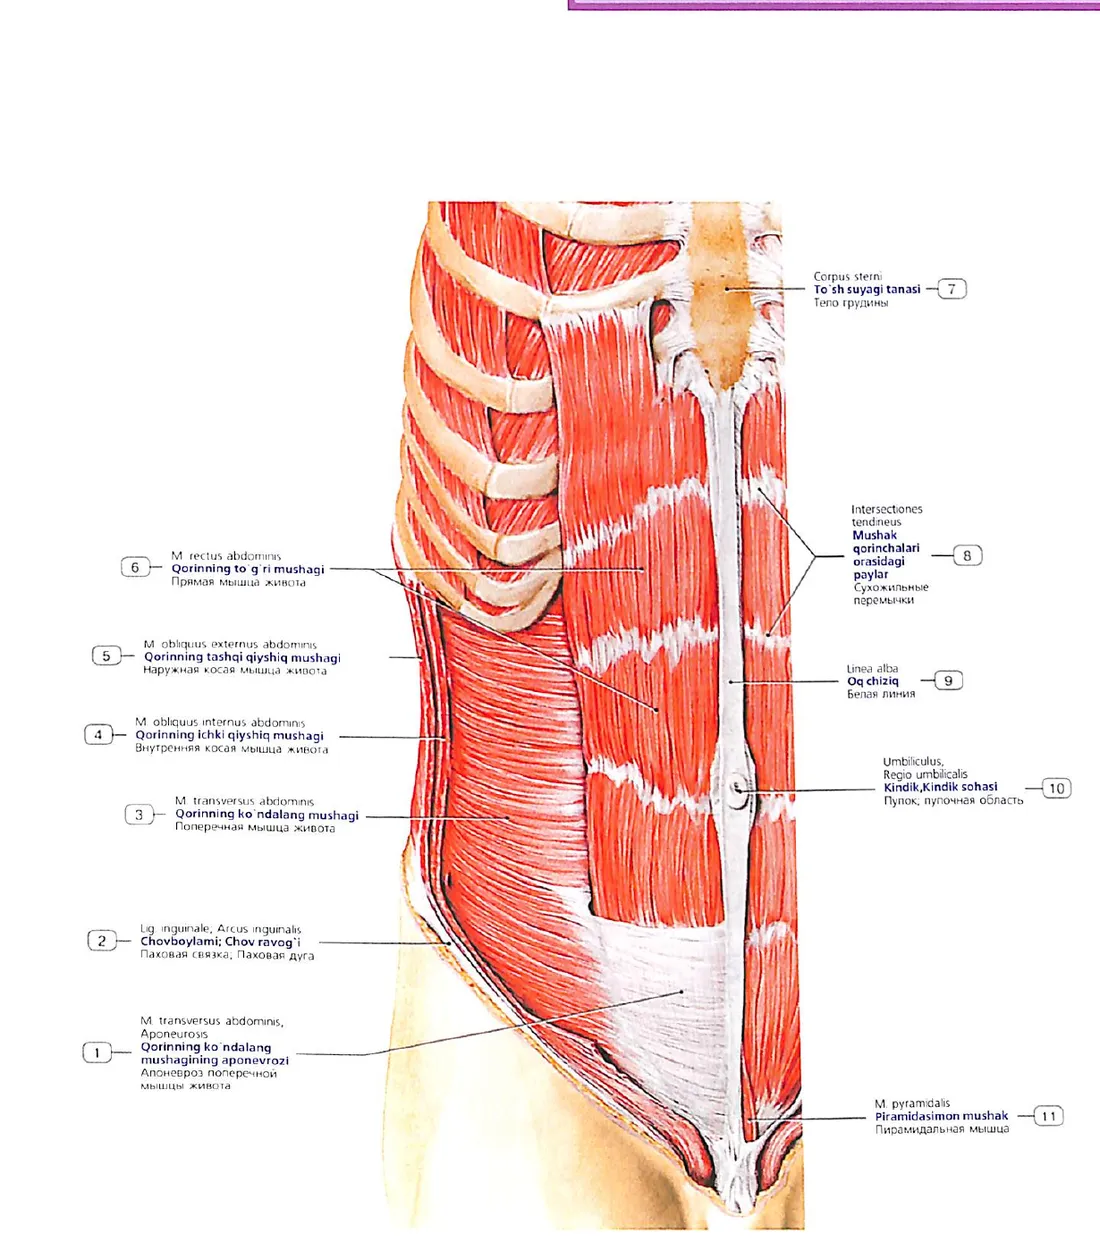 Corpus sterni
To`sh suyagi tanasi
Тело грудины
7
Intersectiones
tendineus
Mushak
qorinchalari
orasidagi
paylar
Сухожильные
перемычки
8
M. rectus abdominis
Qorinning to`g`ri mushagi
Прямая мышца живота
6
M. obliquus externus abdominis
Qorinning tashqi qiyshiq mushagi
Наружная косая мышца живота
5
Linea alba
Oq chiziq
Белая линия
9
M. obliquus internus abdominis
Qorinning ichki qiyshiq mushagi
Внутренняя косая мышца живота
4
Umbiliculus,
Regio umbilicalis
Kindik,Kindik sohasi
Пупок; пупочная область
10
M. transversus abdominis
Qorinning ko`ndalang mushagi
Поперечная мышца живота
3
Lig. inguinale, Arcus inguinalis
Chovboylami; Chov ravog`i
Паховая связка; Паховая дуга
2
M. transversus abdominis,
Aponeurosis
Qorinning ko`ndalang
mushagining aponevrozi
Апоневроз поперечной
мышцы живота
1
M. pyramidalis
Piramidasimon mushak
Пирамидальная мышца
11